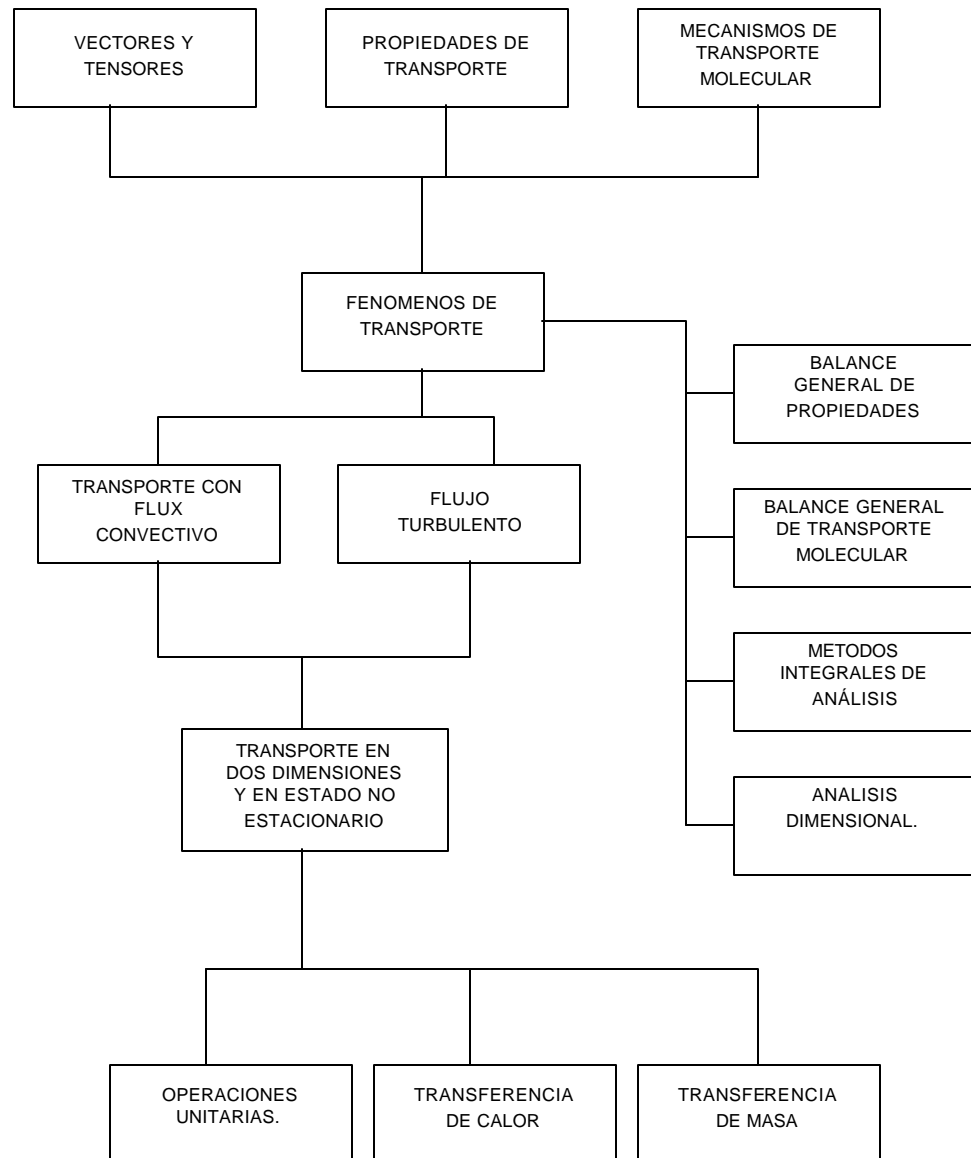 VECTORES Y
TENSORES
PROPIEDADES DE
TRANSPORTE
MECANISMOS DE
TRANSPORTE
MOLECULAR
FENOMENOS DE
TRANSPORTE
BALANCE
GENERAL DE
PROPIEDADES
TRANSPORTE CON
FLUX
CONVECTIVO
FLUJO
TURBULENTO
BALANCE GENERAL
DE TRANSPORTE
MOLECULAR
METODOS
INTEGRALES DE
ANÁLISIS
TRANSPORTE EN
DOS DIMENSIONES
Y EN ESTADO NO
ESTACIONARIO
ANALISIS
DIMENSIONAL.
OPERACIONES
UNITARIAS.
TRANSFERENCIA
DE CALOR
TRANSFERENCIA
DE MASA